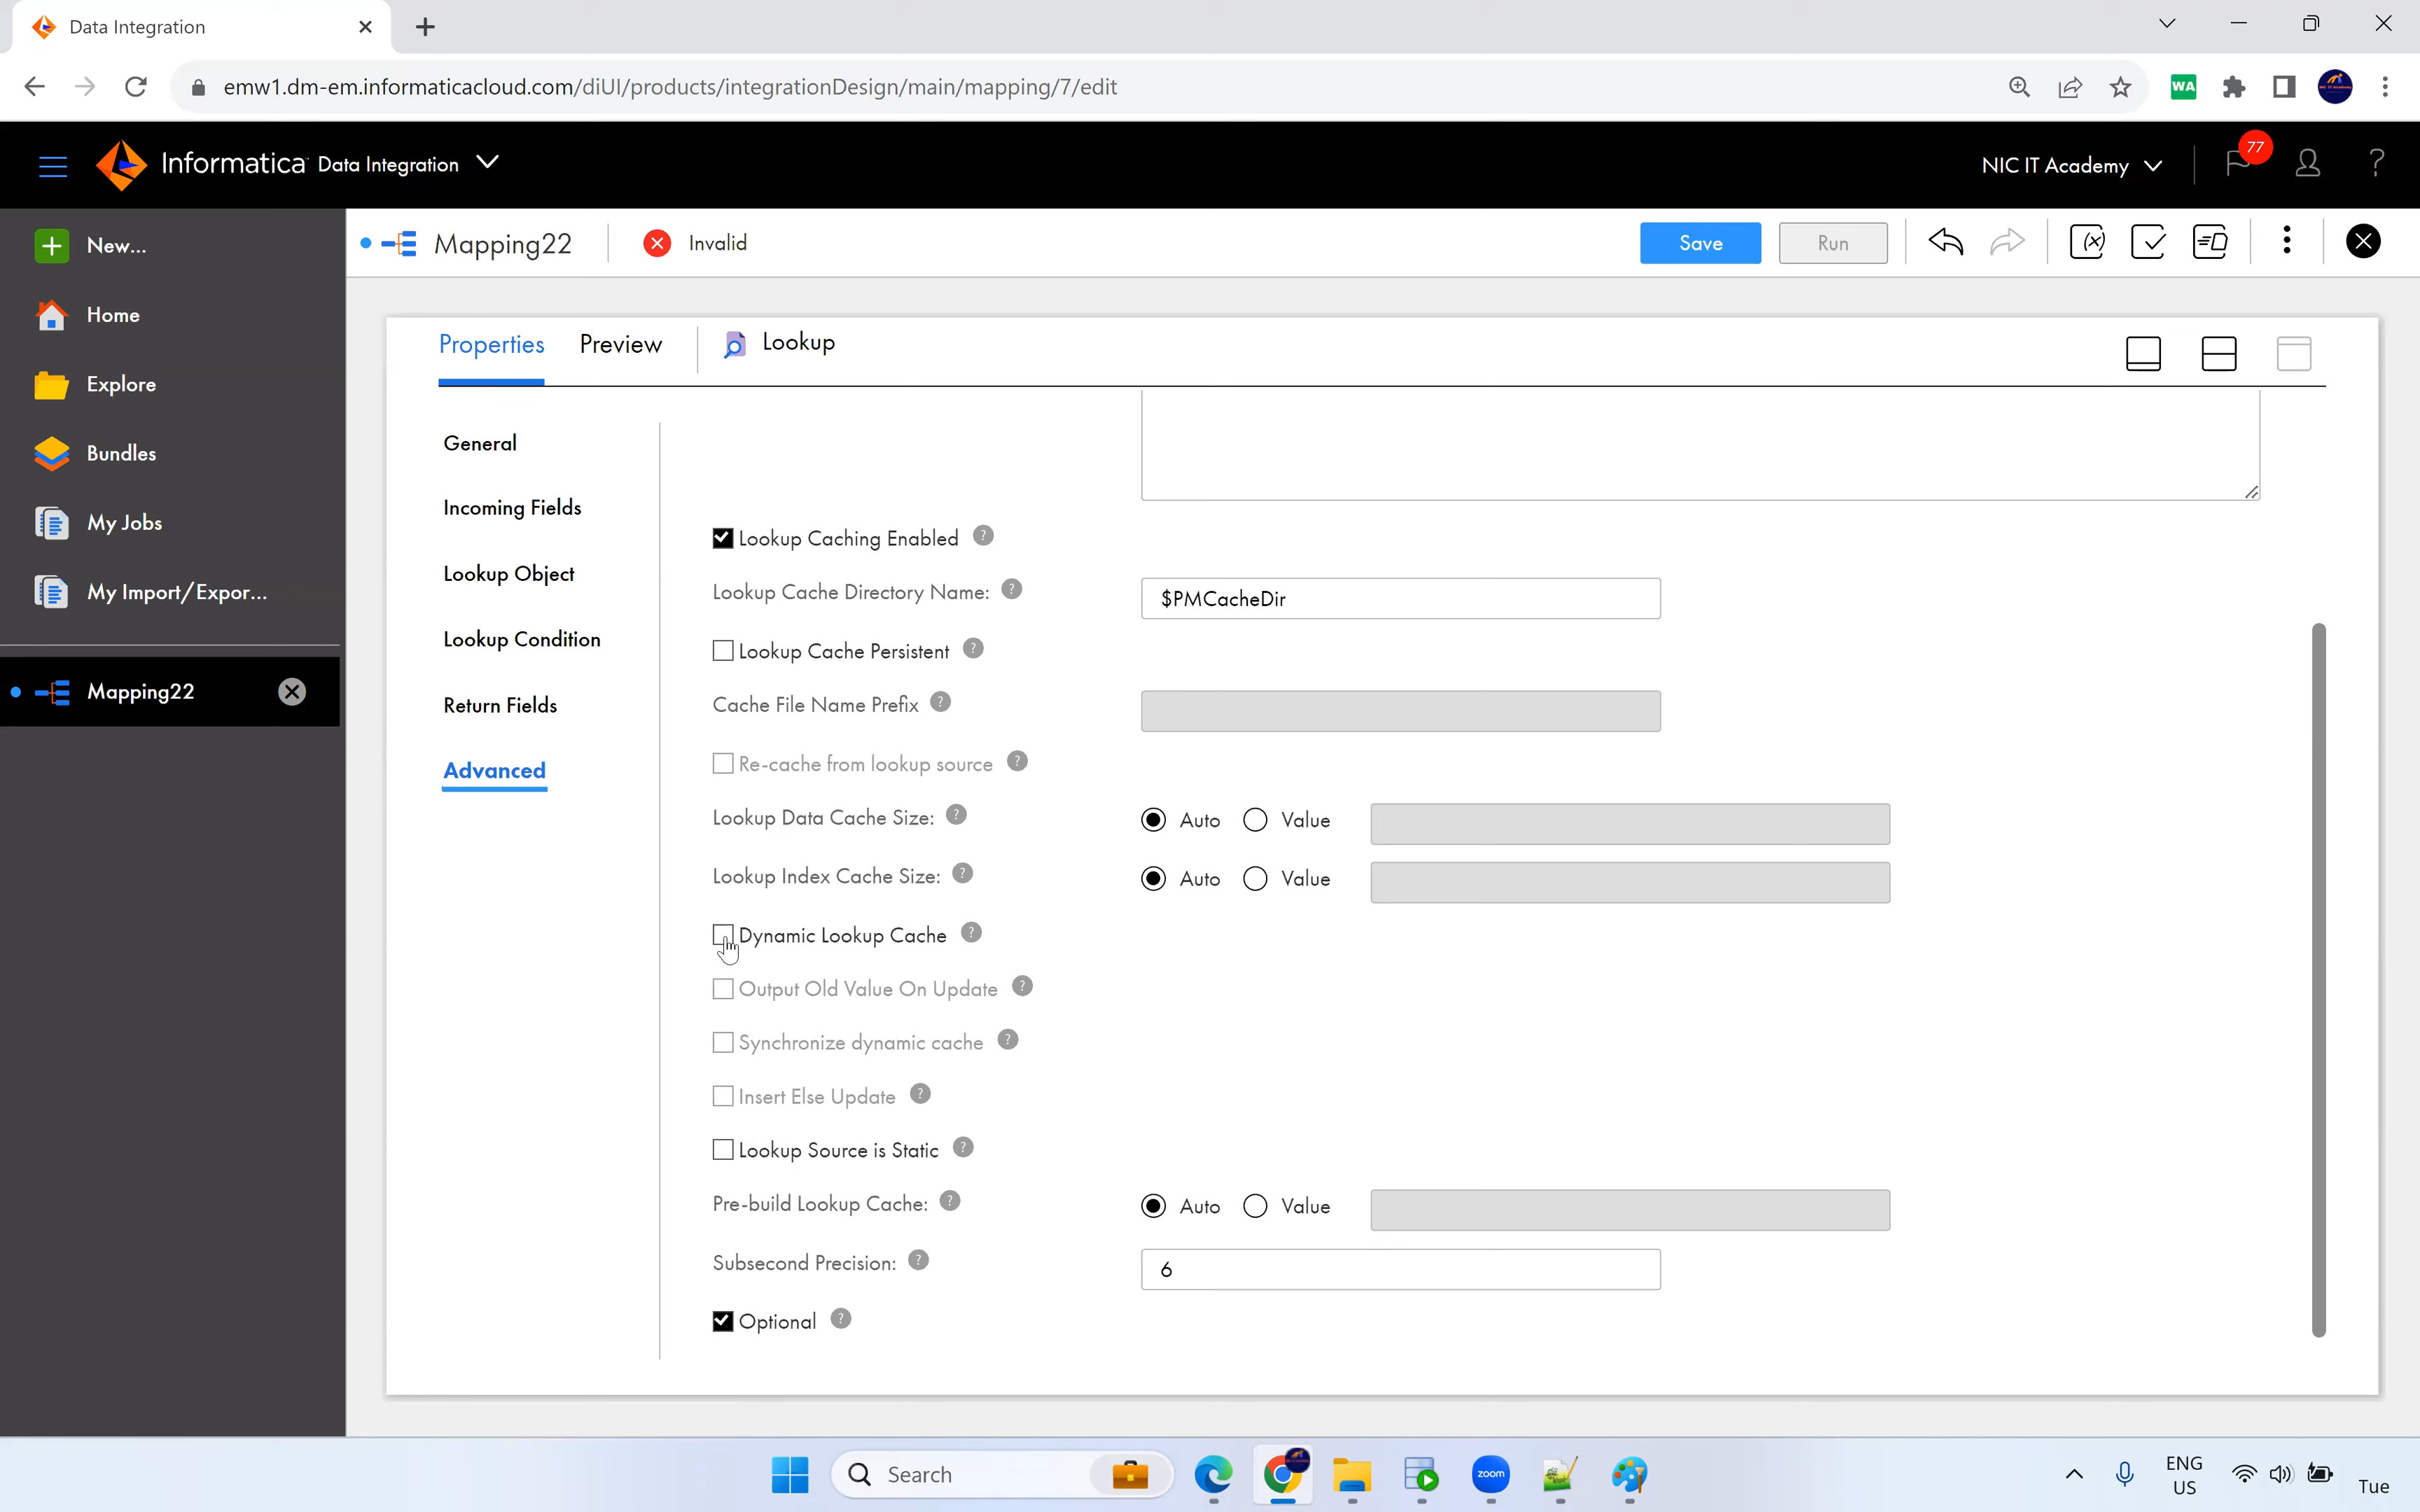 Data Integration
emw1.dm-em.informaticacloud.com/diUI/products/integrationDesign/main/mapping/7/edit
WA
Informatica Data Integration
NIC IT Academy
77
?
New...
Mapping22
Invalid
Save
Run
Home
Explore
Bundles
My Jobs
My Import/Expor...
Mapping22
Properties
Preview
Lookup
General
Incoming Fields
Lookup Object
Lookup Condition
Return Fields
Advanced
Lookup Caching Enabled ?
Lookup Cache Directory Name: ? $PMCacheDir
Lookup Cache Persistent ?
Cache File Name Prefix ?
Re-cache from lookup source ?
Lookup Data Cache Size: ? Auto Value
Lookup Index Cache Size: ? Auto Value
Dynamic Lookup Cache ?
Output Old Value On Update ?
Synchronize dynamic cache ?
Insert Else Update ?
Lookup Source is Static ?
Pre-build Lookup Cache: ? Auto Value
Subsecond Precision: ? 6
Optional ?
Search
zoom
ENG
US
Tue